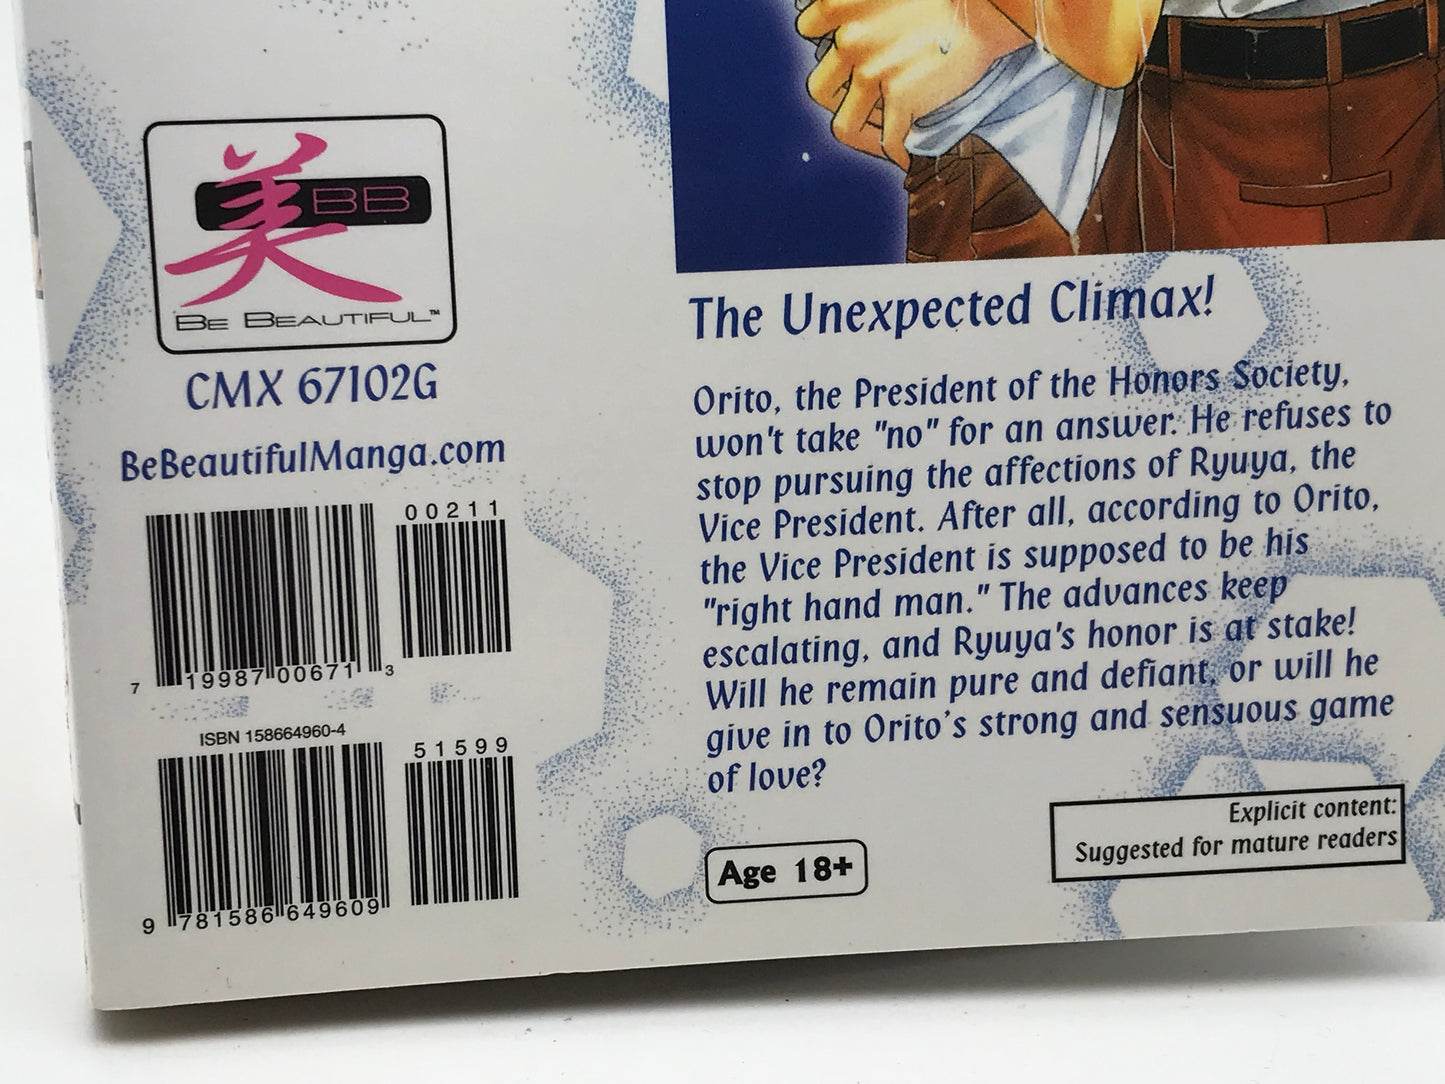 美BB
BE BEAUTIFUL™
CMX 67102G
BeBeautifulManga.com
00211
7 19987 00671 3
ISBN 158664960-4
51599
9 781586 649609
The Unexpected Climax!
Orito, the President of the Honors Society,
won't take "no" for an answer. He refuses to
stop pursuing the affections of Ryuya, the
Vice President. After all, according to Orito,
the Vice President is supposed to be his
"right hand man." The advances keep
escalating, and Ryuya's honor is at stake!
Will he remain pure and defiant, or will he
give in to Orito's strong and sensuous game
of love?
Age 18+
Explicit content:
Suggested for mature readers